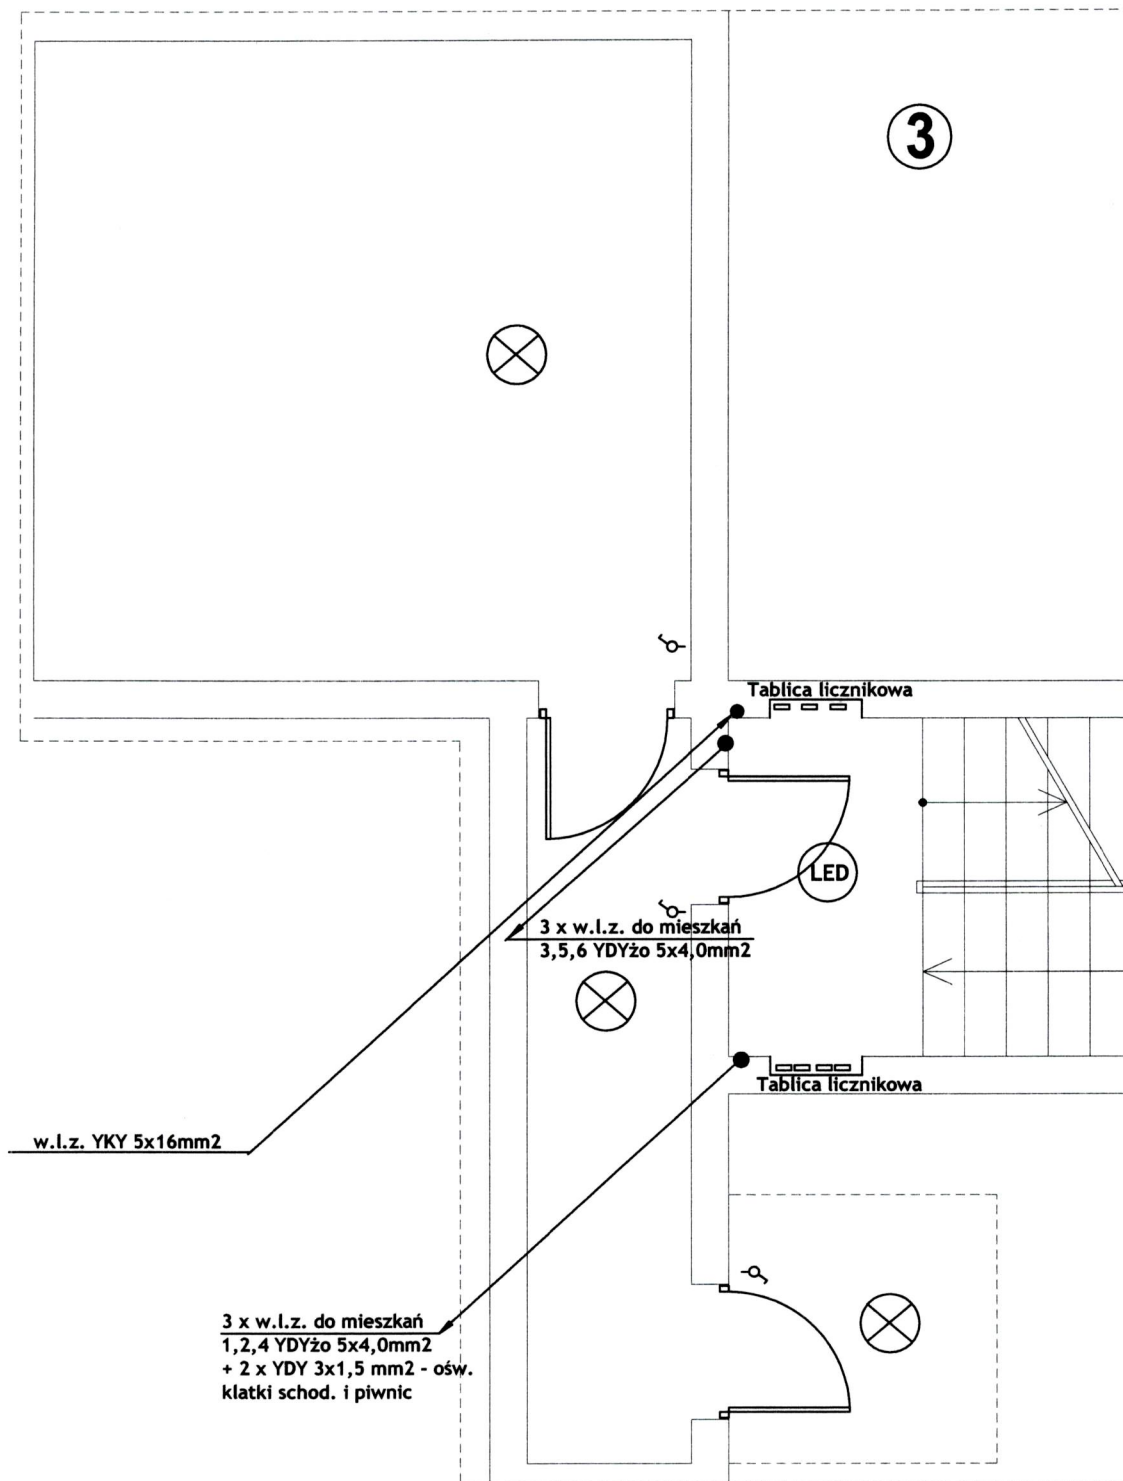 3
Tablica licznikowa
LED
3 x w.l.z. do mieszkań
3,5,6 YDYżo 5x4,0mm2
Tablica licznikowa
w.l.z. YKY 5x16mm2
3 x w.l.z. do mieszkań
1,2,4 YDYżo 5x4,0mm2
+ 2 x YDY 3x1,5 mm2 - ośw.
klatki schod. i piwnic